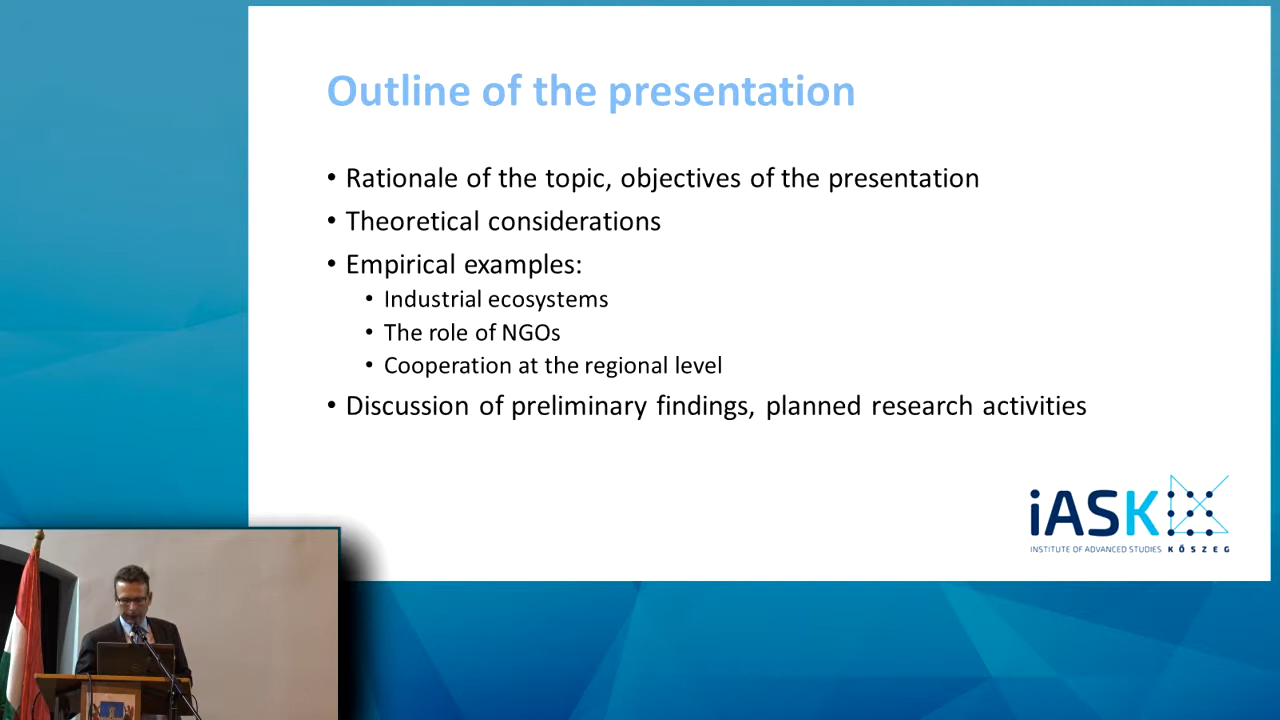 Outline of the presentation
• Rationale of the topic, objectives of the presentation
• Theoretical considerations
• Empirical examples:
• Industrial ecosystems
• The role of NGOs
• Cooperation at the regional level
• Discussion of preliminary findings, planned research activities
iASK
INSTITUTE OF ADVANCED STUDIES KŐSZEG